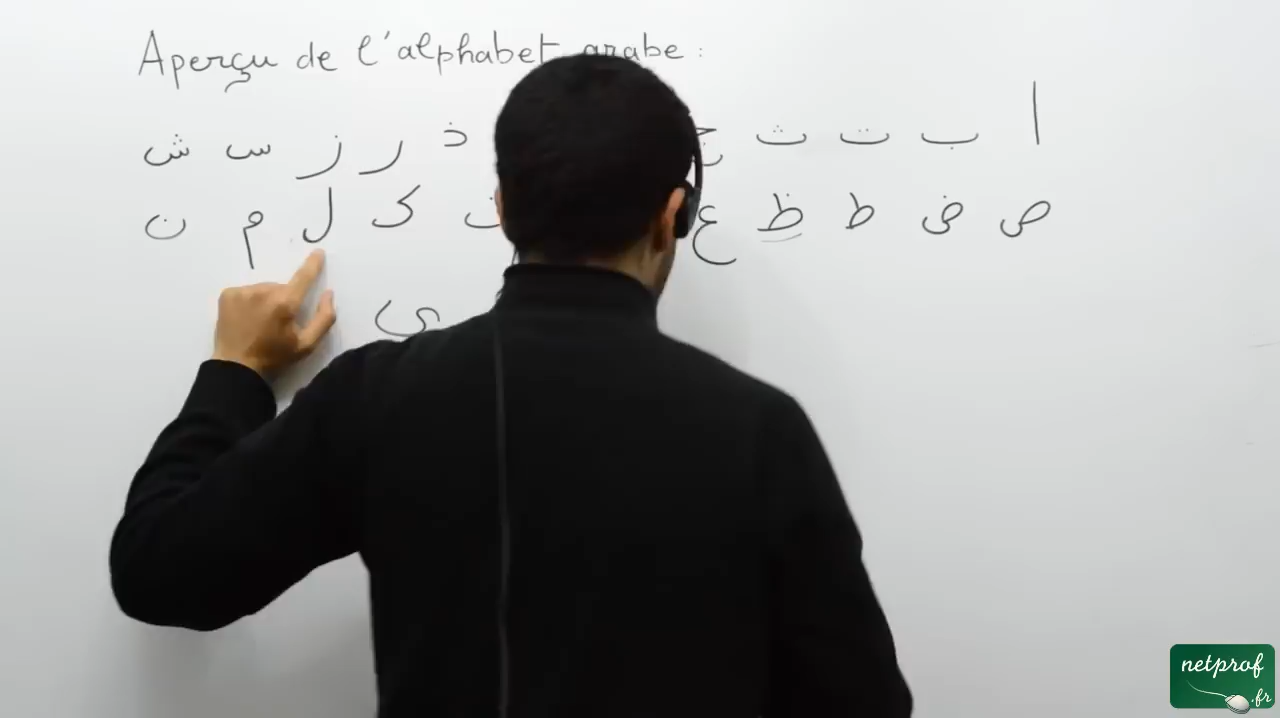 Aperçu de l'alphabet arabe :
ا ب ت ث ج ذ ر ز س ش
ص ض ط ظ ع ک ل م ن
ى
netprof
.fr